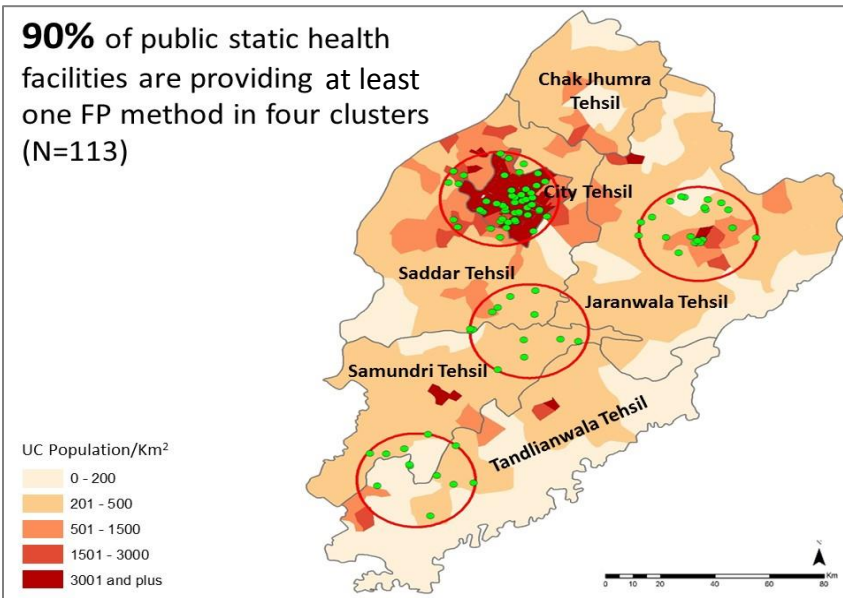 90% of public static health
facilities are providing at least
one FP method in four clusters
(N=113)
Chak Jhumra
Tehsil
City Tehsil
Saddar Tehsil
Jaranwala Tehsil
Samundri Tehsil
Tandlianwala Tehsil
UC Population/Km²
0 - 200
201 - 500
501 - 1500
1501 - 3000
3001 and plus
N
0 5 10 20 40 60 80 Km